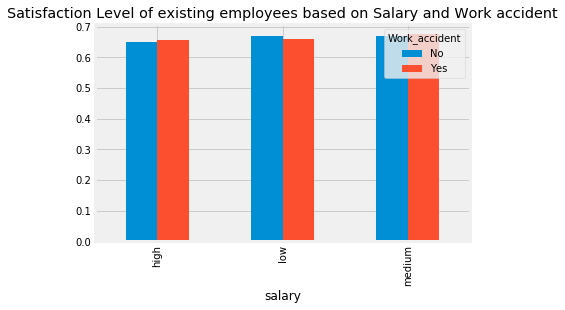 Satisfaction Level of existing employees based on Salary and Work accident
0.7
0.6
0.5
0.4
0.3
0.2
0.1
0.0
Work_accident
No
Yes
high
low
medium
salary